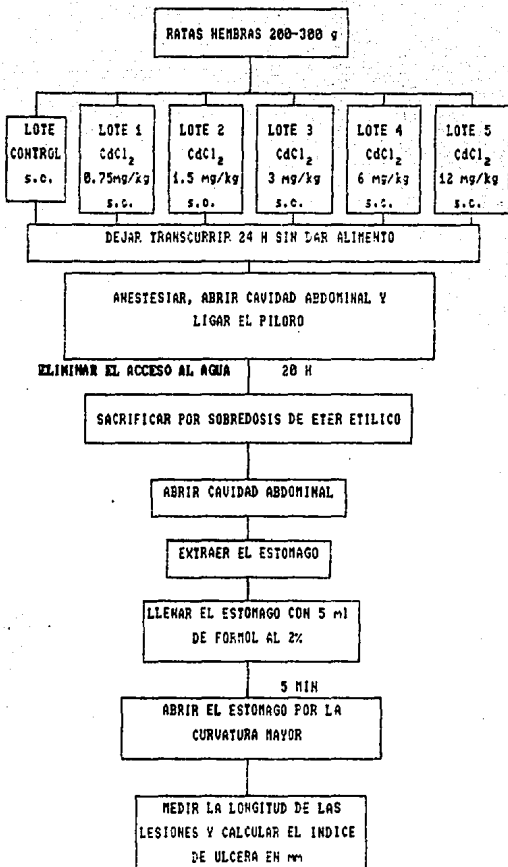 RATAS HEMBRAS 200-300 g
LOTE CONTROL s.c.
LOTE 1 CdCl2 0.75mg/kg s.c.
LOTE 2 CdCl2 1.5 mg/kg s.c.
LOTE 3 CdCl2 3 mg/kg s.c.
LOTE 4 CdCl2 6 mg/kg s.c.
LOTE 5 CdCl2 12 mg/kg s.c.
DEJAR TRANSCURRIR 24 H SIN DAR ALIMENTO
ANESTESIAR, ABRIR CAVIDAD ABDOMINAL Y
LIGAR EL PILORO
ELIMINAR EL ACCESO AL AGUA 20 H
SACRIFICAR POR SOBREDOSIS DE ETER ETILICO
ABRIR CAVIDAD ABDOMINAL
EXTRAER EL ESTOMAGO
LLENAR EL ESTOMAGO CON 5 ml
DE FORMOL AL 2%
5 MIN
ABRIR EL ESTOMAGO POR LA
CURVATURA MAYOR
MEDIR LA LONGITUD DE LAS
LESIONES Y CALCULAR EL INDICE
DE ULCERA EN mm